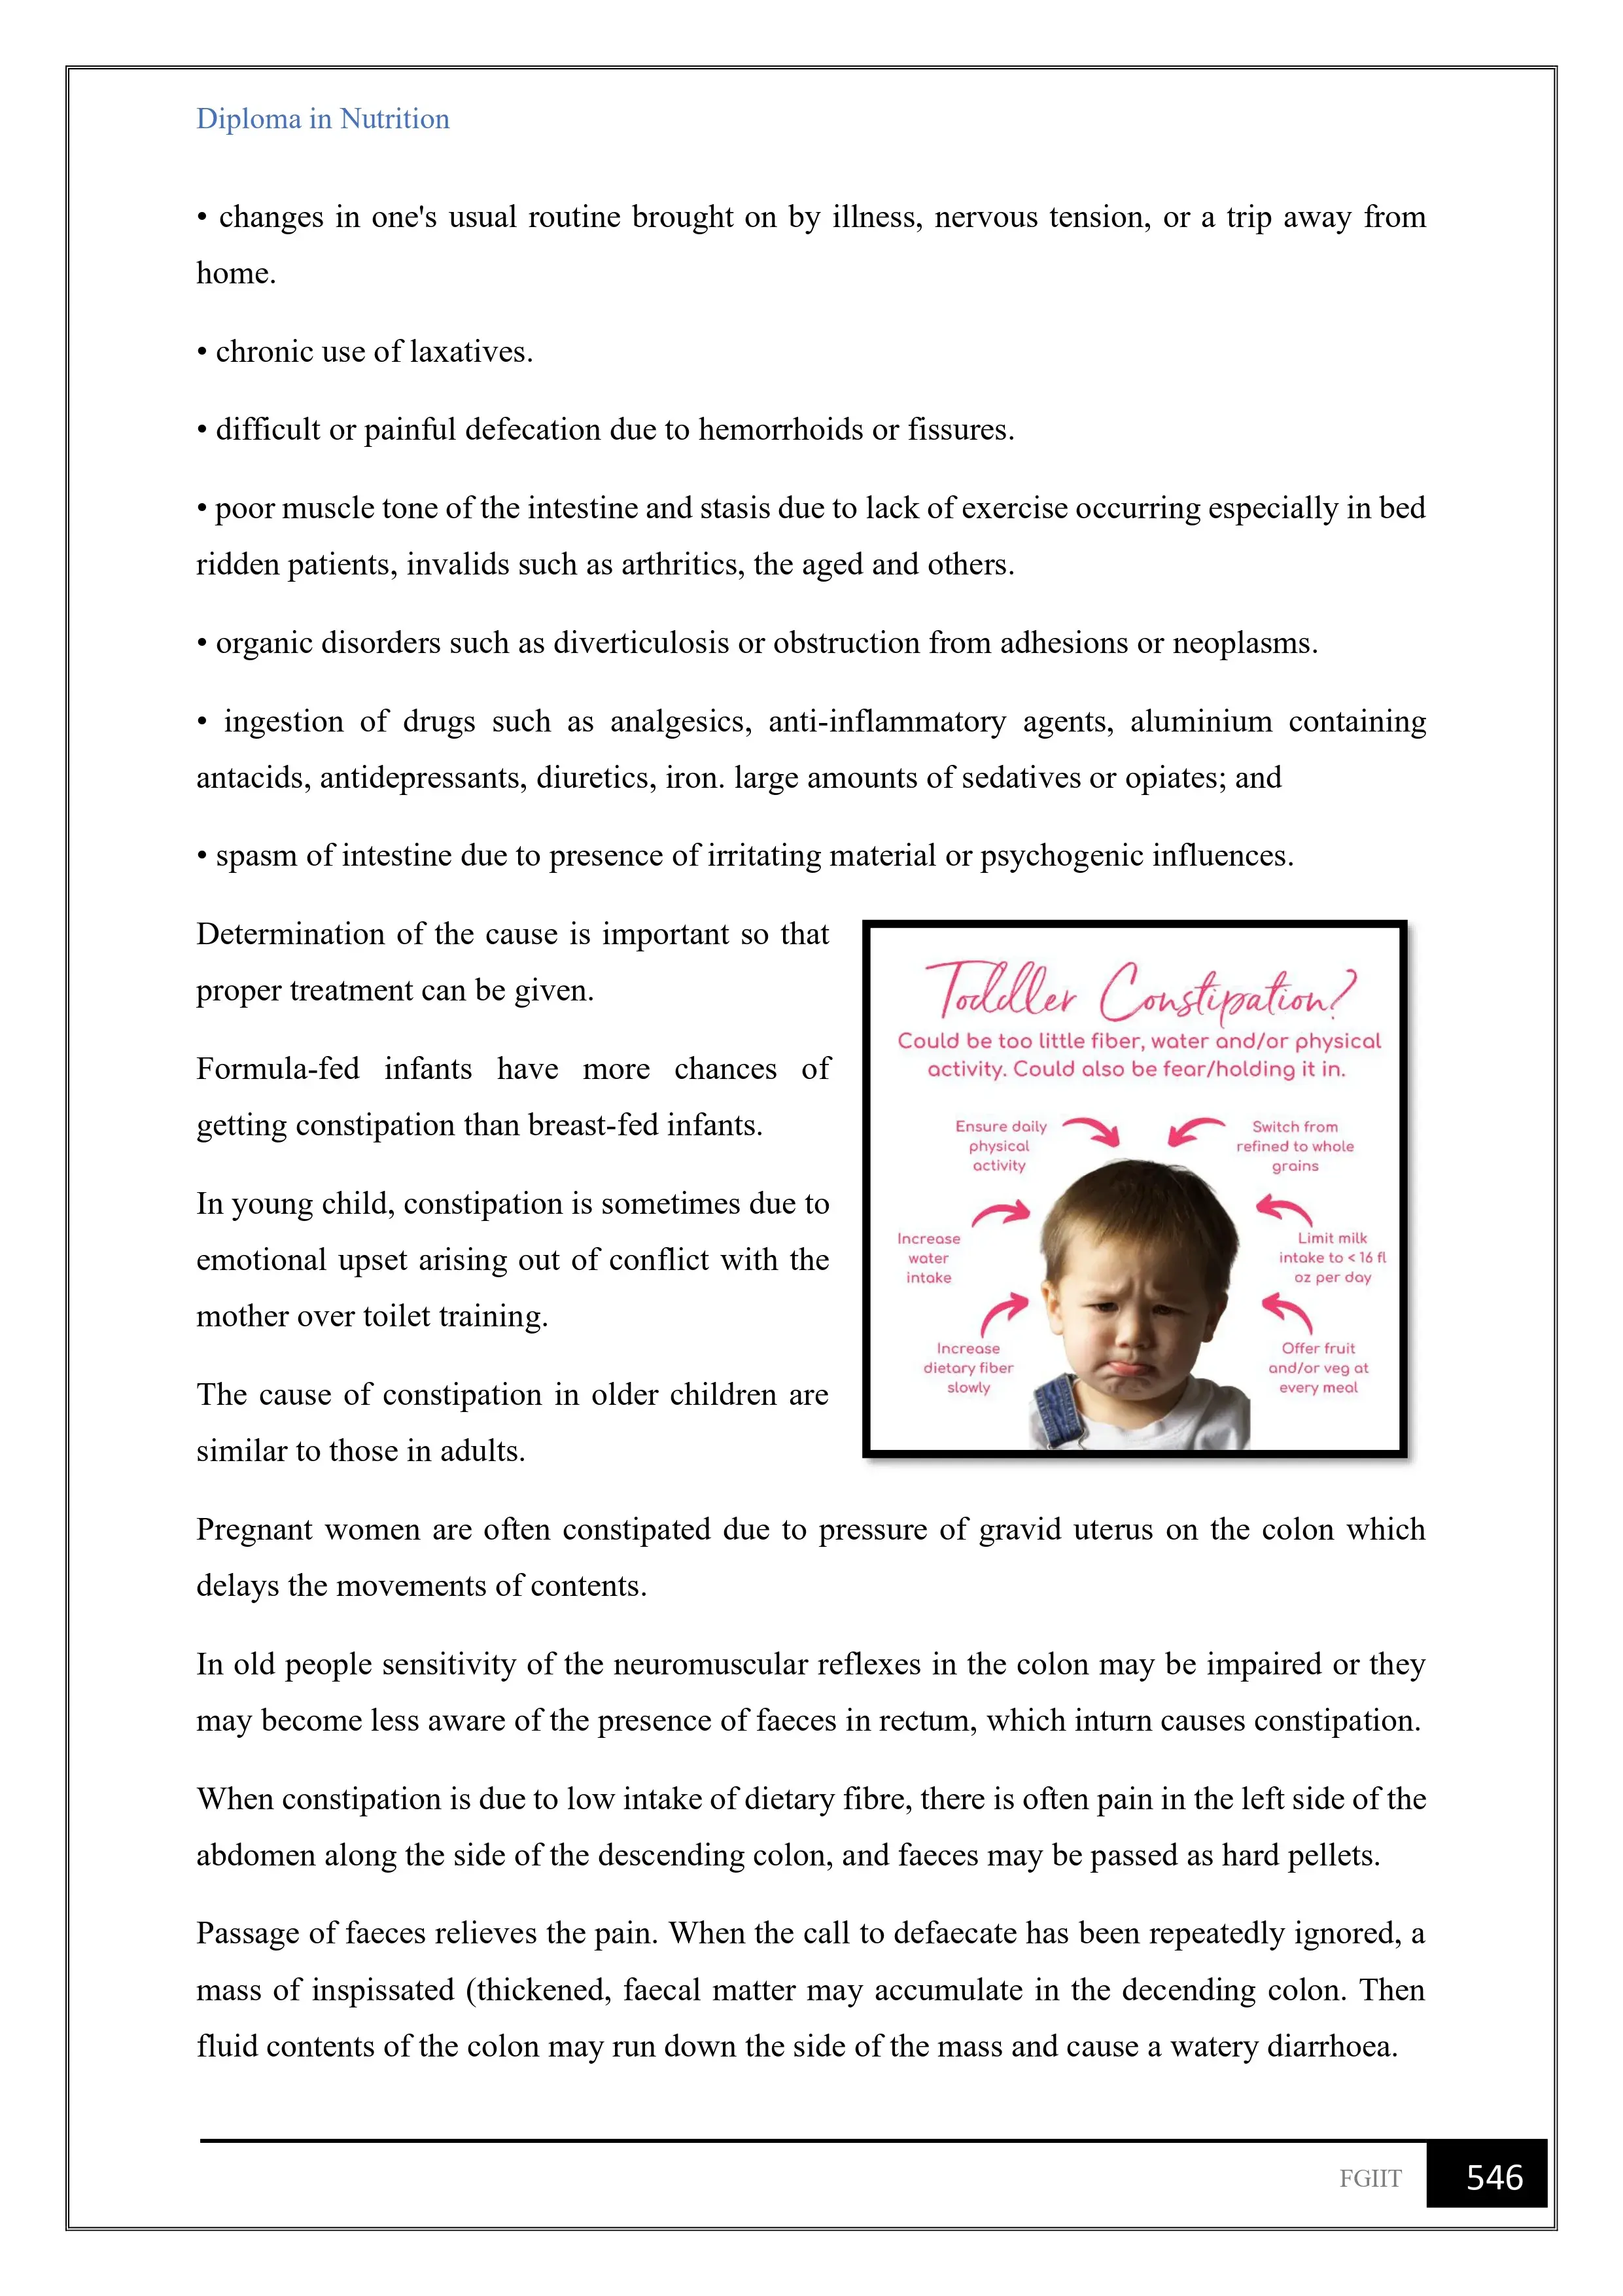 Diploma in Nutrition
• changes in one's usual routine brought on by illness, nervous tension, or a trip away from
home.
• chronic use of laxatives.
• difficult or painful defecation due to hemorrhoids or fissures.
• poor muscle tone of the intestine and stasis due to lack of exercise occurring especially in bed
ridden patients, invalids such as arthritics, the aged and others.
• organic disorders such as diverticulosis or obstruction from adhesions or neoplasms.
• ingestion of drugs such as analgesics, anti-inflammatory agents, aluminium containing
antacids, antidepressants, diuretics, iron. large amounts of sedatives or opiates; and
• spasm of intestine due to presence of irritating material or psychogenic influences.
Determination of the cause is important so that
proper treatment can be given.
Formula-fed infants have more chances of
getting constipation than breast-fed infants.
In young child, constipation is sometimes due to
emotional upset arising out of conflict with the
mother over toilet training.
The cause of constipation in older children are
similar to those in adults.
Toddler Constipation?
Could be too little fiber, water and/or physical
activity. Could also be fear/holding it in.
Ensure daily
physical
activity
Switch from
refined to whole
grains
Increase
water
intake
Limit milk
intake to < 16 fl
oz per day
Increase
dietary fiber
slowly
Offer fruit
and/or veg at
every meal
Pregnant women are often constipated due to pressure of gravid uterus on the colon which
delays the movements of contents.
In old people sensitivity of the neuromuscular reflexes in the colon may be impaired or they
may become less aware of the presence of faeces in rectum, which inturn causes constipation.
When constipation is due to low intake of dietary fibre, there is often pain in the left side of the
abdomen along the side of the descending colon, and faeces may be passed as hard pellets.
Passage of faeces relieves the pain. When the call to defaecate has been repeatedly ignored, a
mass of inspissated (thickened, faecal matter may accumulate in the decending colon. Then
fluid contents of the colon may run down the side of the mass and cause a watery diarrhoea.
FGIIT
546